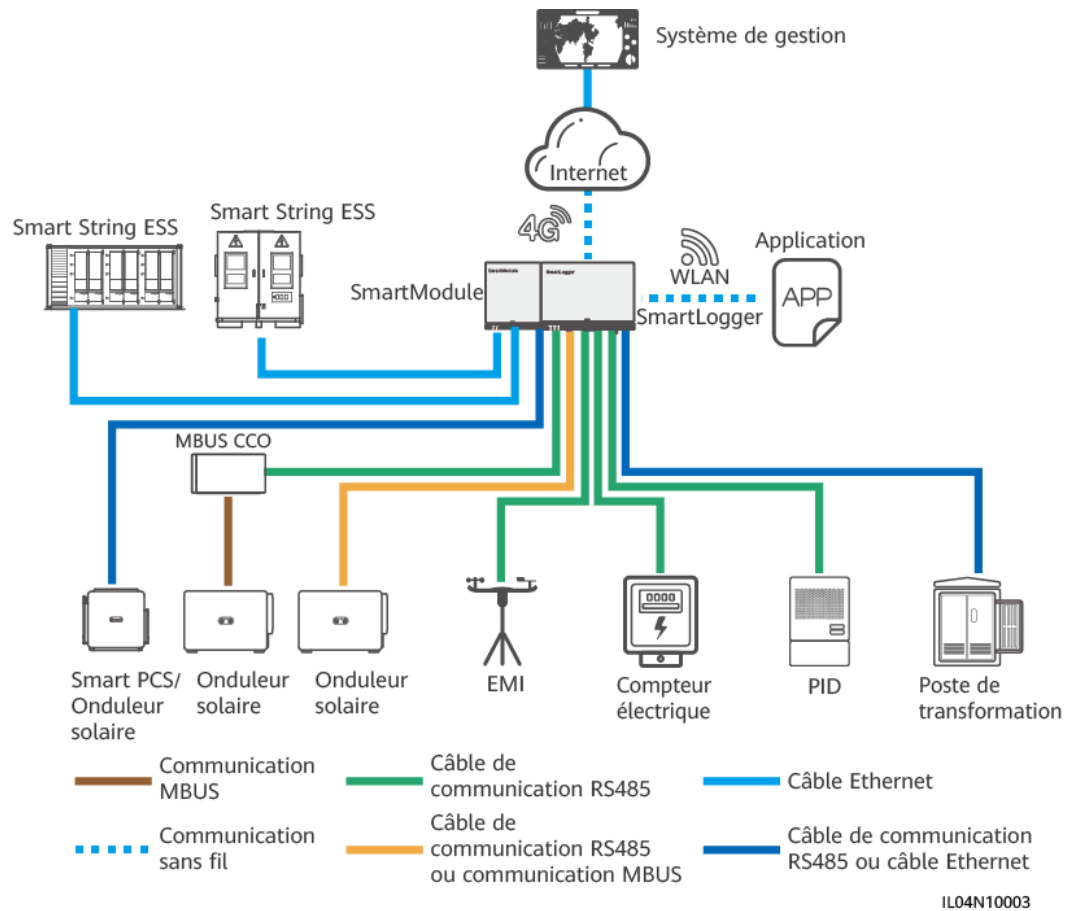 Système de gestion
Internet
4G
Smart String ESS
Smart String ESS
SmartModule
SmartModule
SmartLogger
WLAN
SmartLogger
Application
APP
MBUS CCO
0000
Smart PCS/
Onduleur
solaire
Onduleur
solaire
Onduleur
solaire
EMI
Compteur
électrique
PID
Poste de
transformation
Communication
MBUS
Câble de
communication RS485
Câble Ethernet
Communication
sans fil
Câble de
communication RS485
ou communication MBUS
Câble de communication
RS485 ou câble Ethernet
IL04N10003